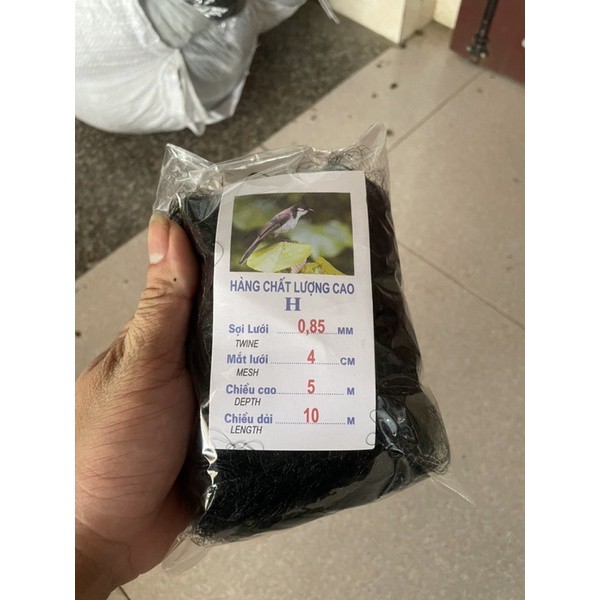 HÀNG CHẤT LƯỢNG CAO
H
Sợi Lưới 0,85 MM
TWINE
Mắt lưới 4 CM
MESH
Chiều cao 5 M
DEPTH
Chiều dài 10 M
LENGTH